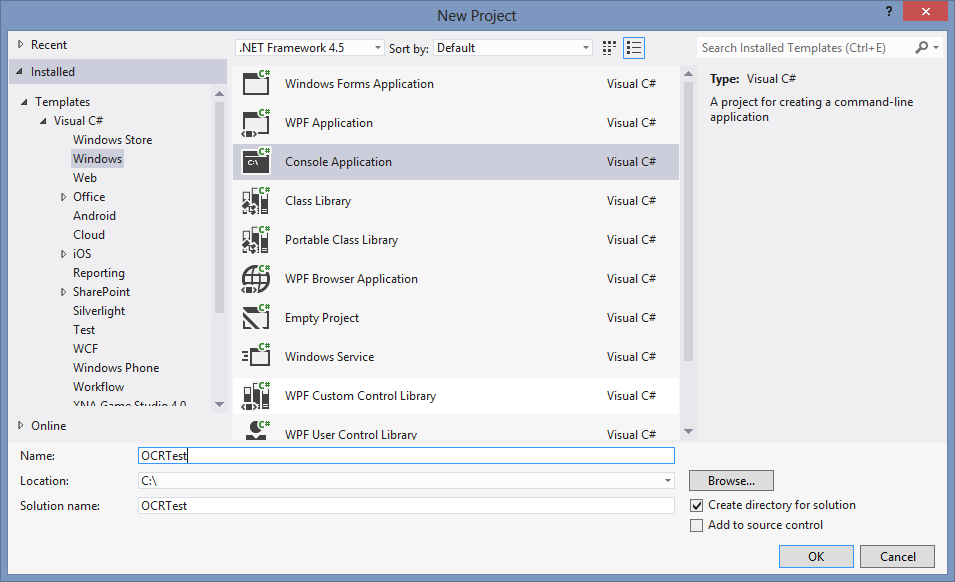 New Project
? ✕
Recent
Installed
Templates
Visual C#
Windows Store
Windows
Web
Office
Android
Cloud
iOS
Reporting
SharePoint
Silverlight
Test
WCF
Windows Phone
Workflow
XNA Game Studio 4.0
Online
.NET Framework 4.5 Sort by: Default
C# Windows Forms Application Visual C#
C# WPF Application Visual C#
C# C:\ Console Application Visual C#
C# Class Library Visual C#
C# Portable Class Library Visual C#
C# WPF Browser Application Visual C#
C# Empty Project Visual C#
C# Windows Service Visual C#
C# WPF Custom Control Library Visual C#
C# WPF User Control Library Visual C#
Search Installed Templates (Ctrl+E)
Type: Visual C#
A project for creating a command-line
application
Name: OCRTest
Location: C:\ Browse...
Solution name: OCRTest
Create directory for solution
Add to source control
OK Cancel